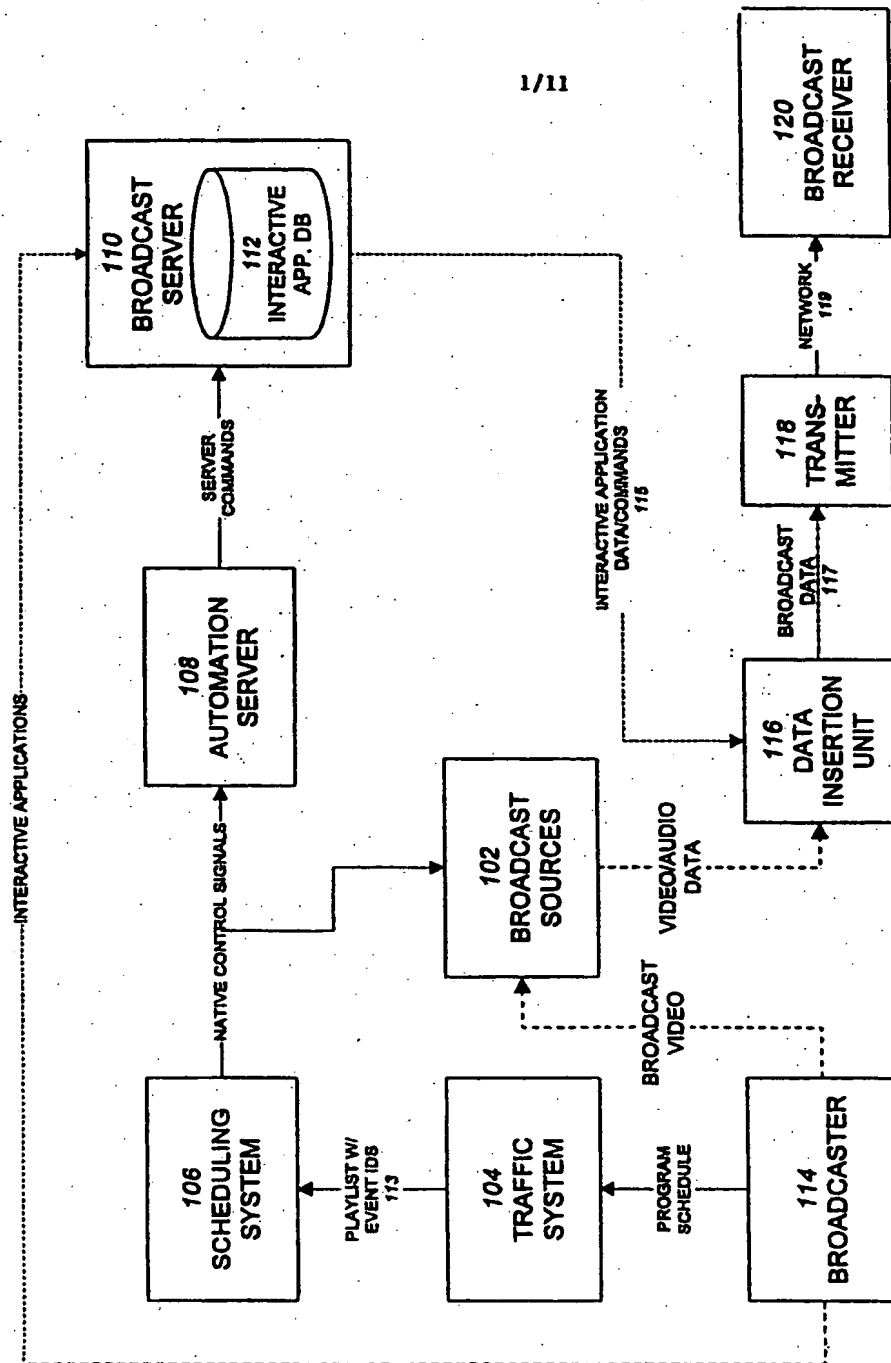 1/11
INTERACTIVE APPLICATIONS
106
SCHEDULING
SYSTEM
NATIVE CONTROL SIGNALS
108
AUTOMATION
SERVER
SERVER
COMMANDS
110
BROADCAST
SERVER
112
INTERACTIVE
APP. DB
PLAYLIST W/
EVENT IDS
113
104
TRAFFIC
SYSTEM
102
BROADCAST
SOURCES
INTERACTIVE APPLICATION
DATA/COMMANDS
115
PROGRAM
SCHEDULE
BROADCAST
VIDEO
VIDEO/AUDIO
DATA
114
BROADCASTER
116
DATA
INSERTION
UNIT
BROADCAST
DATA
117
118
TRANS-
MITTER
NETWORK
119
120
BROADCAST
RECEIVER